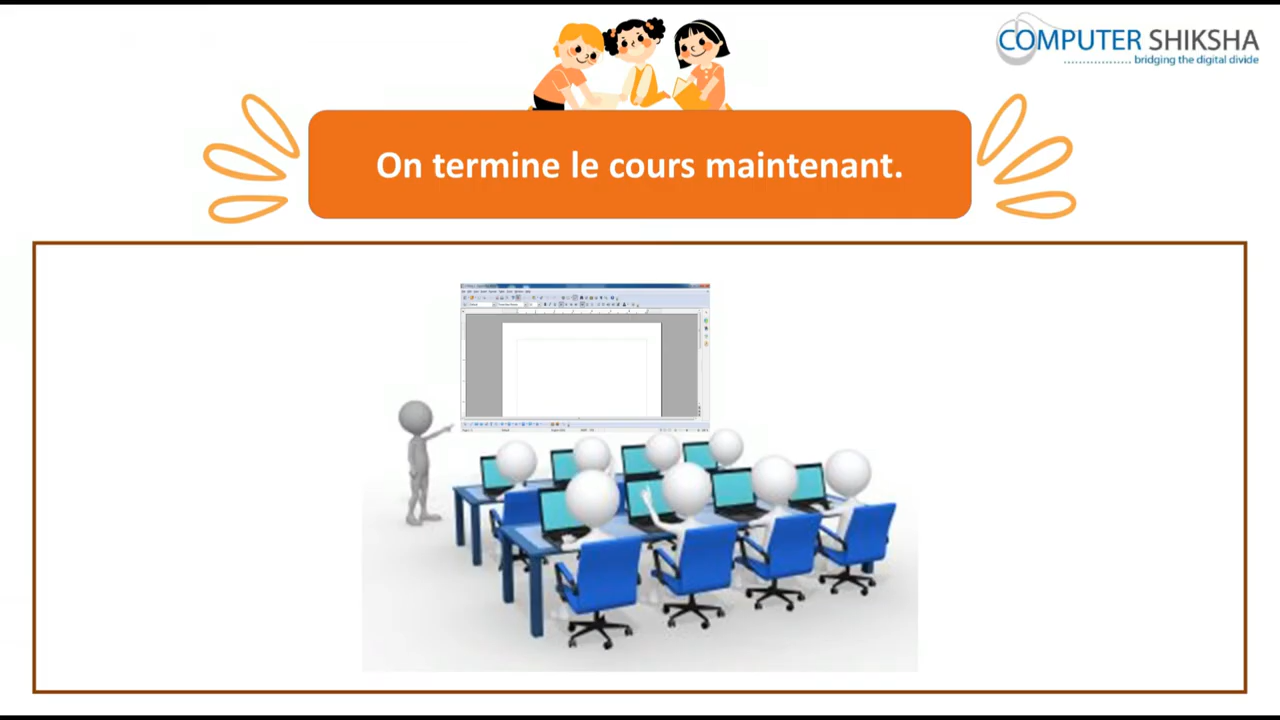 COMPUTER SHIKSHA
bridging the digital divide
On termine le cours maintenant.